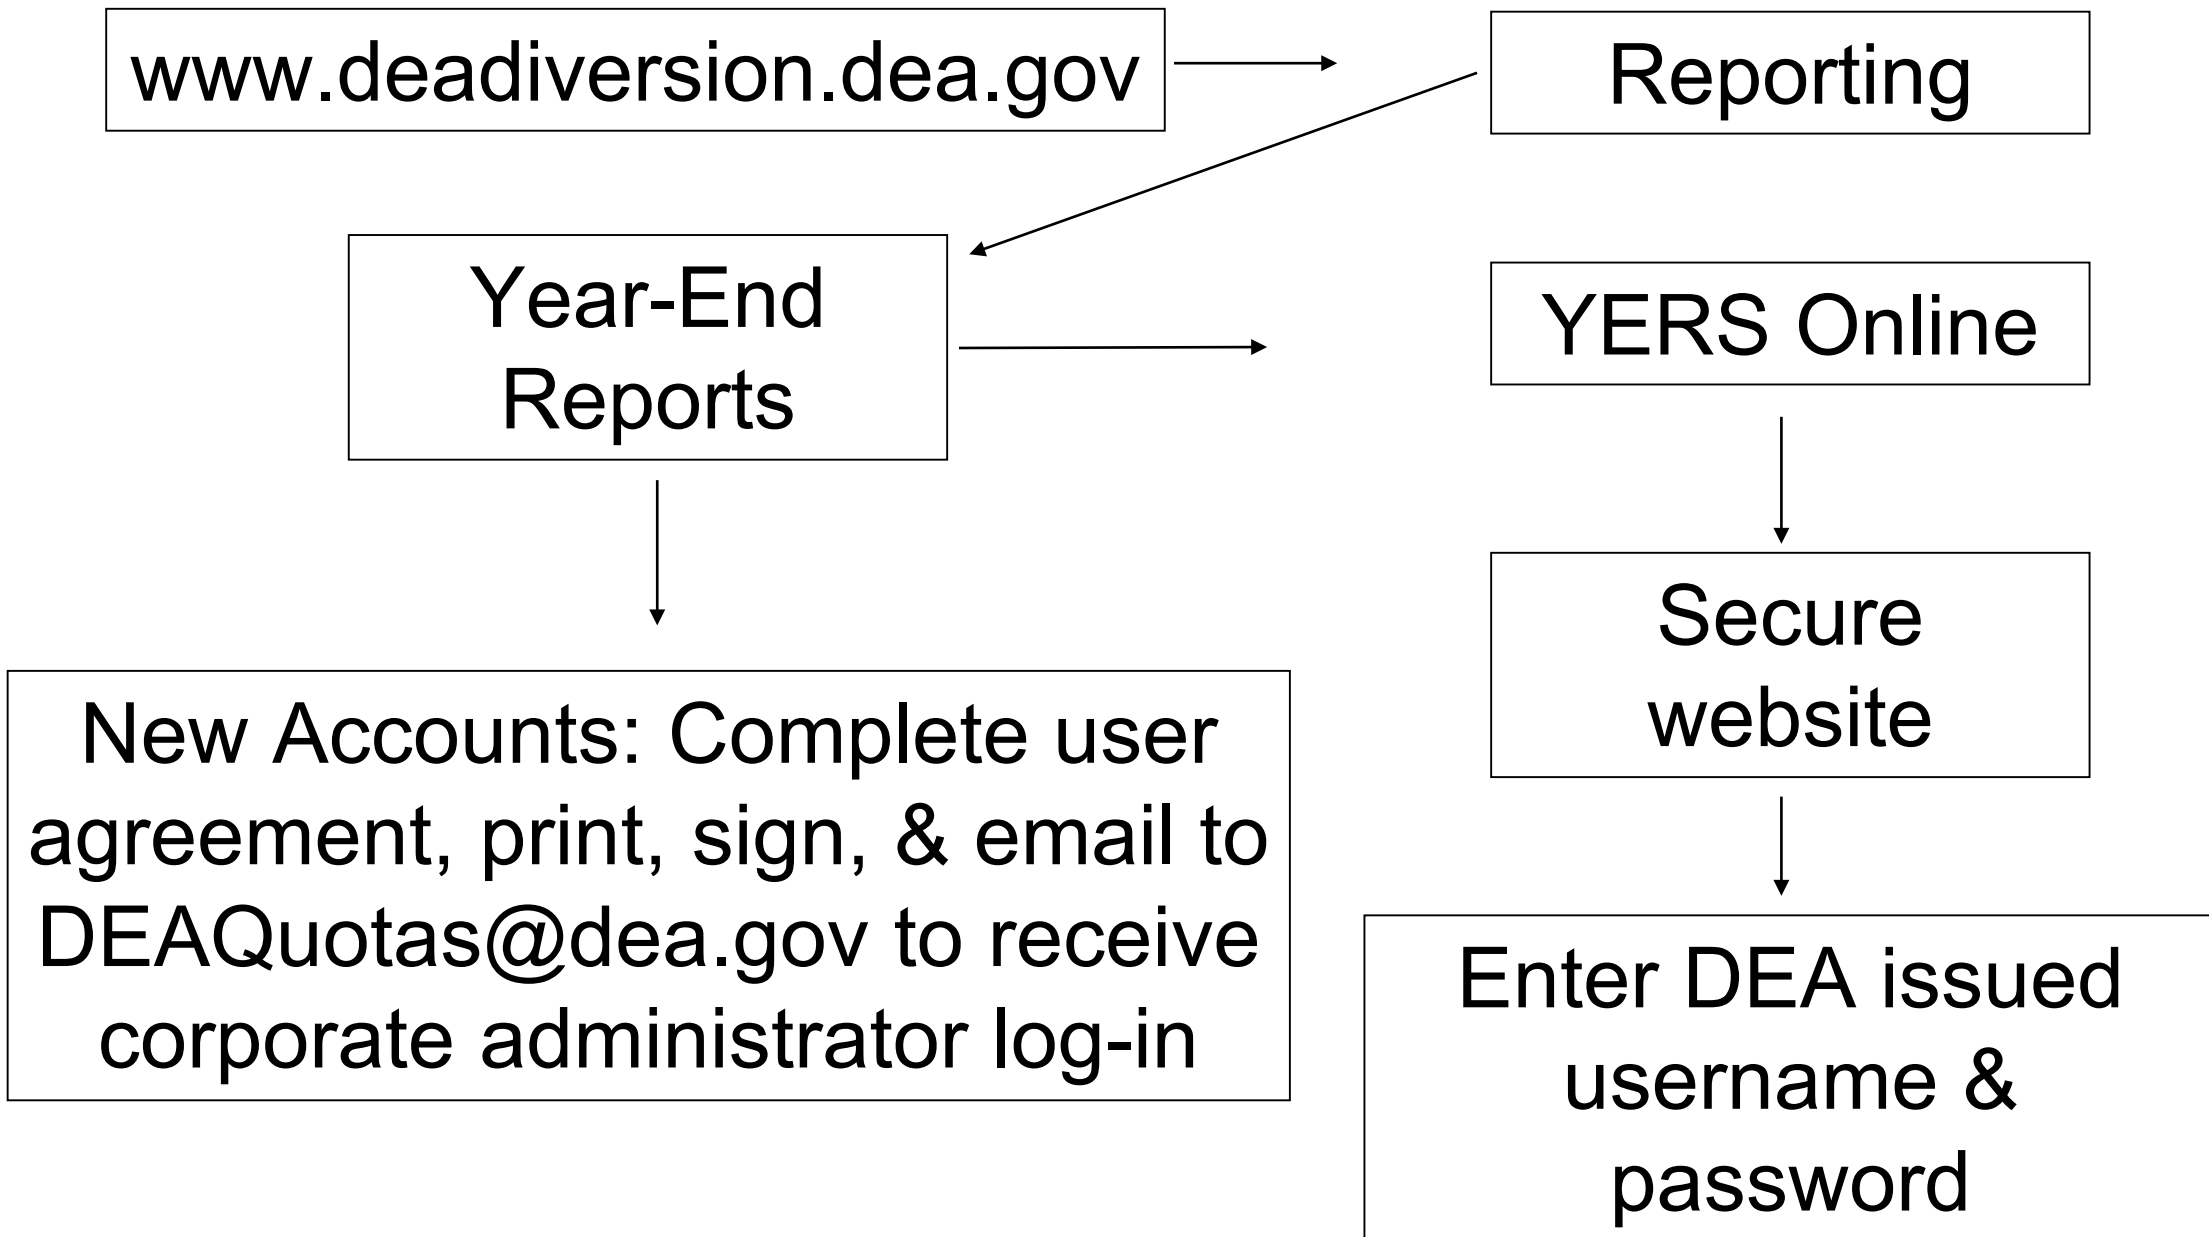 www.deadiversion.dea.gov
Reporting
Year-End
Reports
YERS Online
Secure
website
New Accounts: Complete user
agreement, print, sign, & email to
DEAQuotas@dea.gov to receive
corporate administrator log-in
Enter DEA issued
username &
password